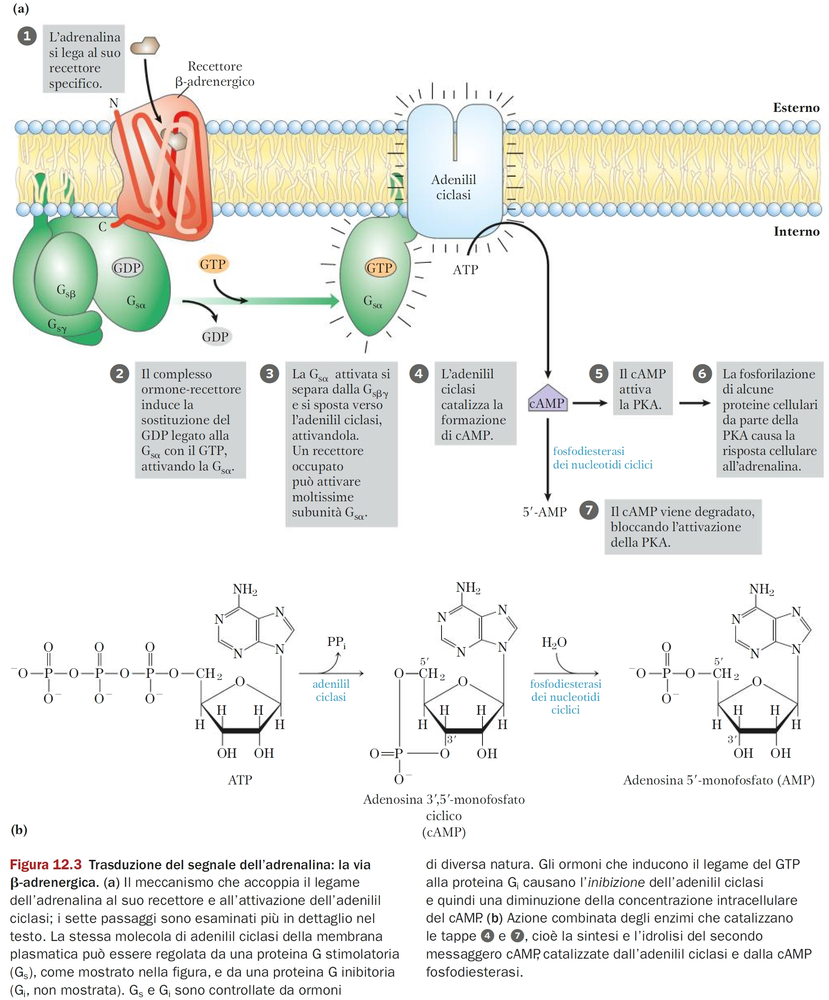 (a)
1
L’adrenalina
si lega al suo
recettore
specifico.
Recettore
β-adrenergico
N
C
Esterno
Interno
Adenilil
ciclasi
GDP
Gsβ
Gsα
Gsγ
GTP
GDP
GTP
Gsα
ATP
2
Il complesso
ormone-recettore
induce la
sostituzione del
GDP legato alla
Gsα con il GTP,
attivando la Gsα.
3
La Gsα attivata si
separa dalla Gsβγ
e si sposta verso
l’adenilil ciclasi,
attivandola.
Un recettore
occupato
può attivare
moltissime
subunità Gsα.
4
L’adenilil
ciclasi
catalizza la
formazione
di cAMP.
cAMP
5
Il cAMP
attiva
la PKA.
6
La fosforilazione
di alcune
proteine cellulari
da parte della
PKA causa la
risposta cellulare
all’adrenalina.
fosfodiesterasi
dei nucleotidi ciclici
5′-AMP
7
Il cAMP viene degradato,
bloccando l’attivazione
della PKA.
NH2
N
N
N
N
O
O
O
⁻O—P—O—P—O—P—O—CH2
O⁻
O⁻
O⁻
O
H
H
H
H
OH
OH
ATP
PPi
adenilil
ciclasi
NH2
N
N
N
N
5′
O—CH2
O
H
H
H
H
3′
O=P—O
OH
O⁻
Adenosina 3′,5′-monofosfato
ciclico
(cAMP)
H2O
fosfodiesterasi
dei nucleotidi
ciclici
NH2
N
N
N
N
O
5′
⁻O—P—O—CH2
O⁻
O
H
H
H
H
3′
OH
OH
Adenosina 5′-monofosfato (AMP)
(b)
Figura 12.3 Trasduzione del segnale dell’adrenalina: la via
β-adrenergica. (a) Il meccanismo che accoppia il legame
dell’adrenalina al suo recettore e all’attivazione dell’adenilil
ciclasi; i sette passaggi sono esaminati più in dettaglio nel
testo. La stessa molecola di adenilil ciclasi della membrana
plasmatica può essere regolata da una proteina G stimolatoria
(Gs), come mostrato nella figura, e da una proteina G inibitoria
(Gi, non mostrata). Gs e Gi sono controllate da ormoni
di diversa natura. Gli ormoni che inducono il legame del GTP
alla proteina Gi causano l’inibizione dell’adenilil ciclasi
e quindi una diminuzione della concentrazione intracellulare
del cAMP. (b) Azione combinata degli enzimi che catalizzano
le tappe 4 e 7, cioè la sintesi e l’idrolisi del secondo
messaggero cAMP, catalizzate dall’adenilil ciclasi e dalla cAMP
fosfodiesterasi.